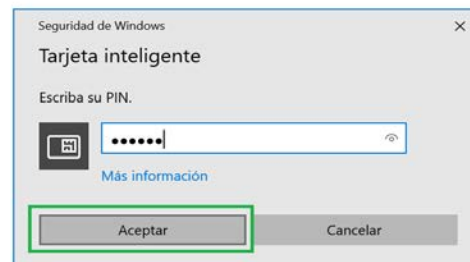 Seguridad de Windows
Tarjeta inteligente
Escriba su PIN.
••••••
Más información
Aceptar Cancelar